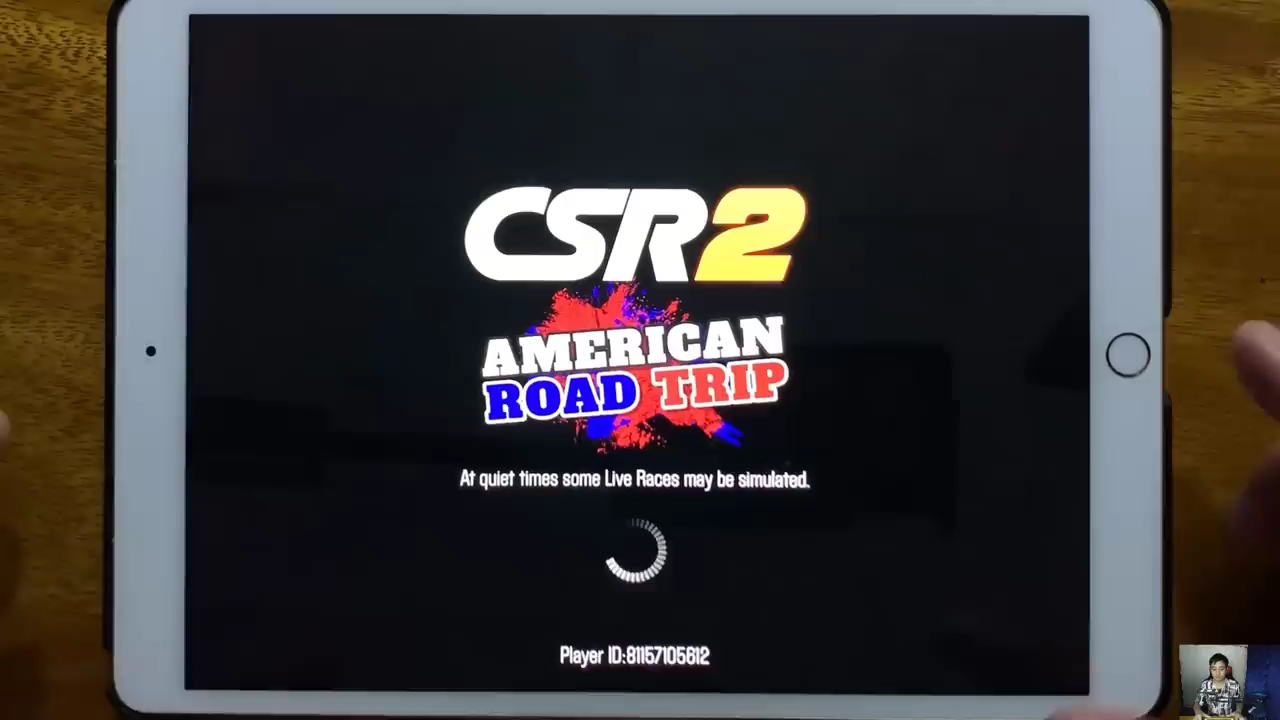 CSR2
AMERICAN
ROAD TRIP
At quiet times some Live Races may be simulated.
Player ID:81157105612